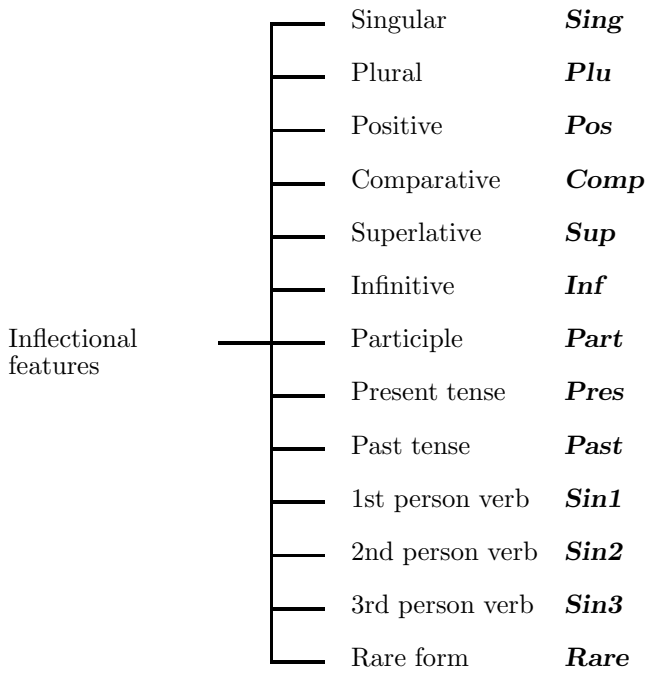 Singular Sing
Plural Plu
Positive Pos
Comparative Comp
Superlative Sup
Infinitive Inf
Inflectional
features
Participle Part
Present tense Pres
Past tense Past
1st person verb Sin1
2nd person verb Sin2
3rd person verb Sin3
Rare form Rare